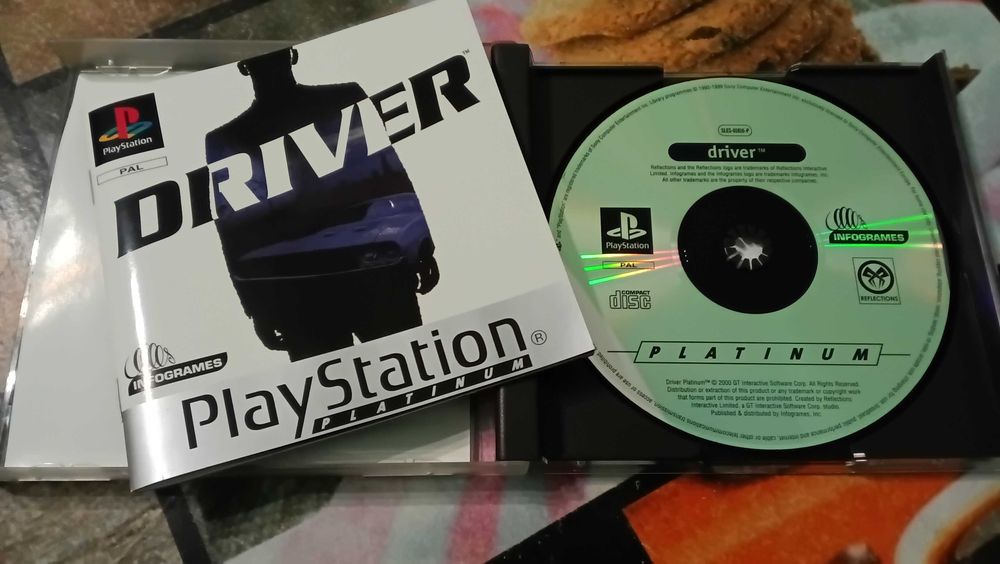 PlayStation
PAL
DRIVER™
INFOGRAMES
PlayStation®
PLATINUM
driver™
Reflections and the Reflections logo are trademarks of Reflections Interactive
Limited. Infogrames and the Infogrames logo are trademarks Infogrames, Inc.
All other trademarks are the property of their respective companies.
PlayStation
PAL
INFOGRAMES
COMPACT
disc
REFLECTIONS
PLATINUM
Driver Platinum™ © 2000 GT Interactive Software Corp. All Rights Reserved.
Distribution or extraction of this product or any trademark or copyright work
that forms part of this product are prohibited. Created by Reflections
Interactive Limited, a GT Interactive Software Corp. studio.
Published & distributed by Infogrames, Inc.